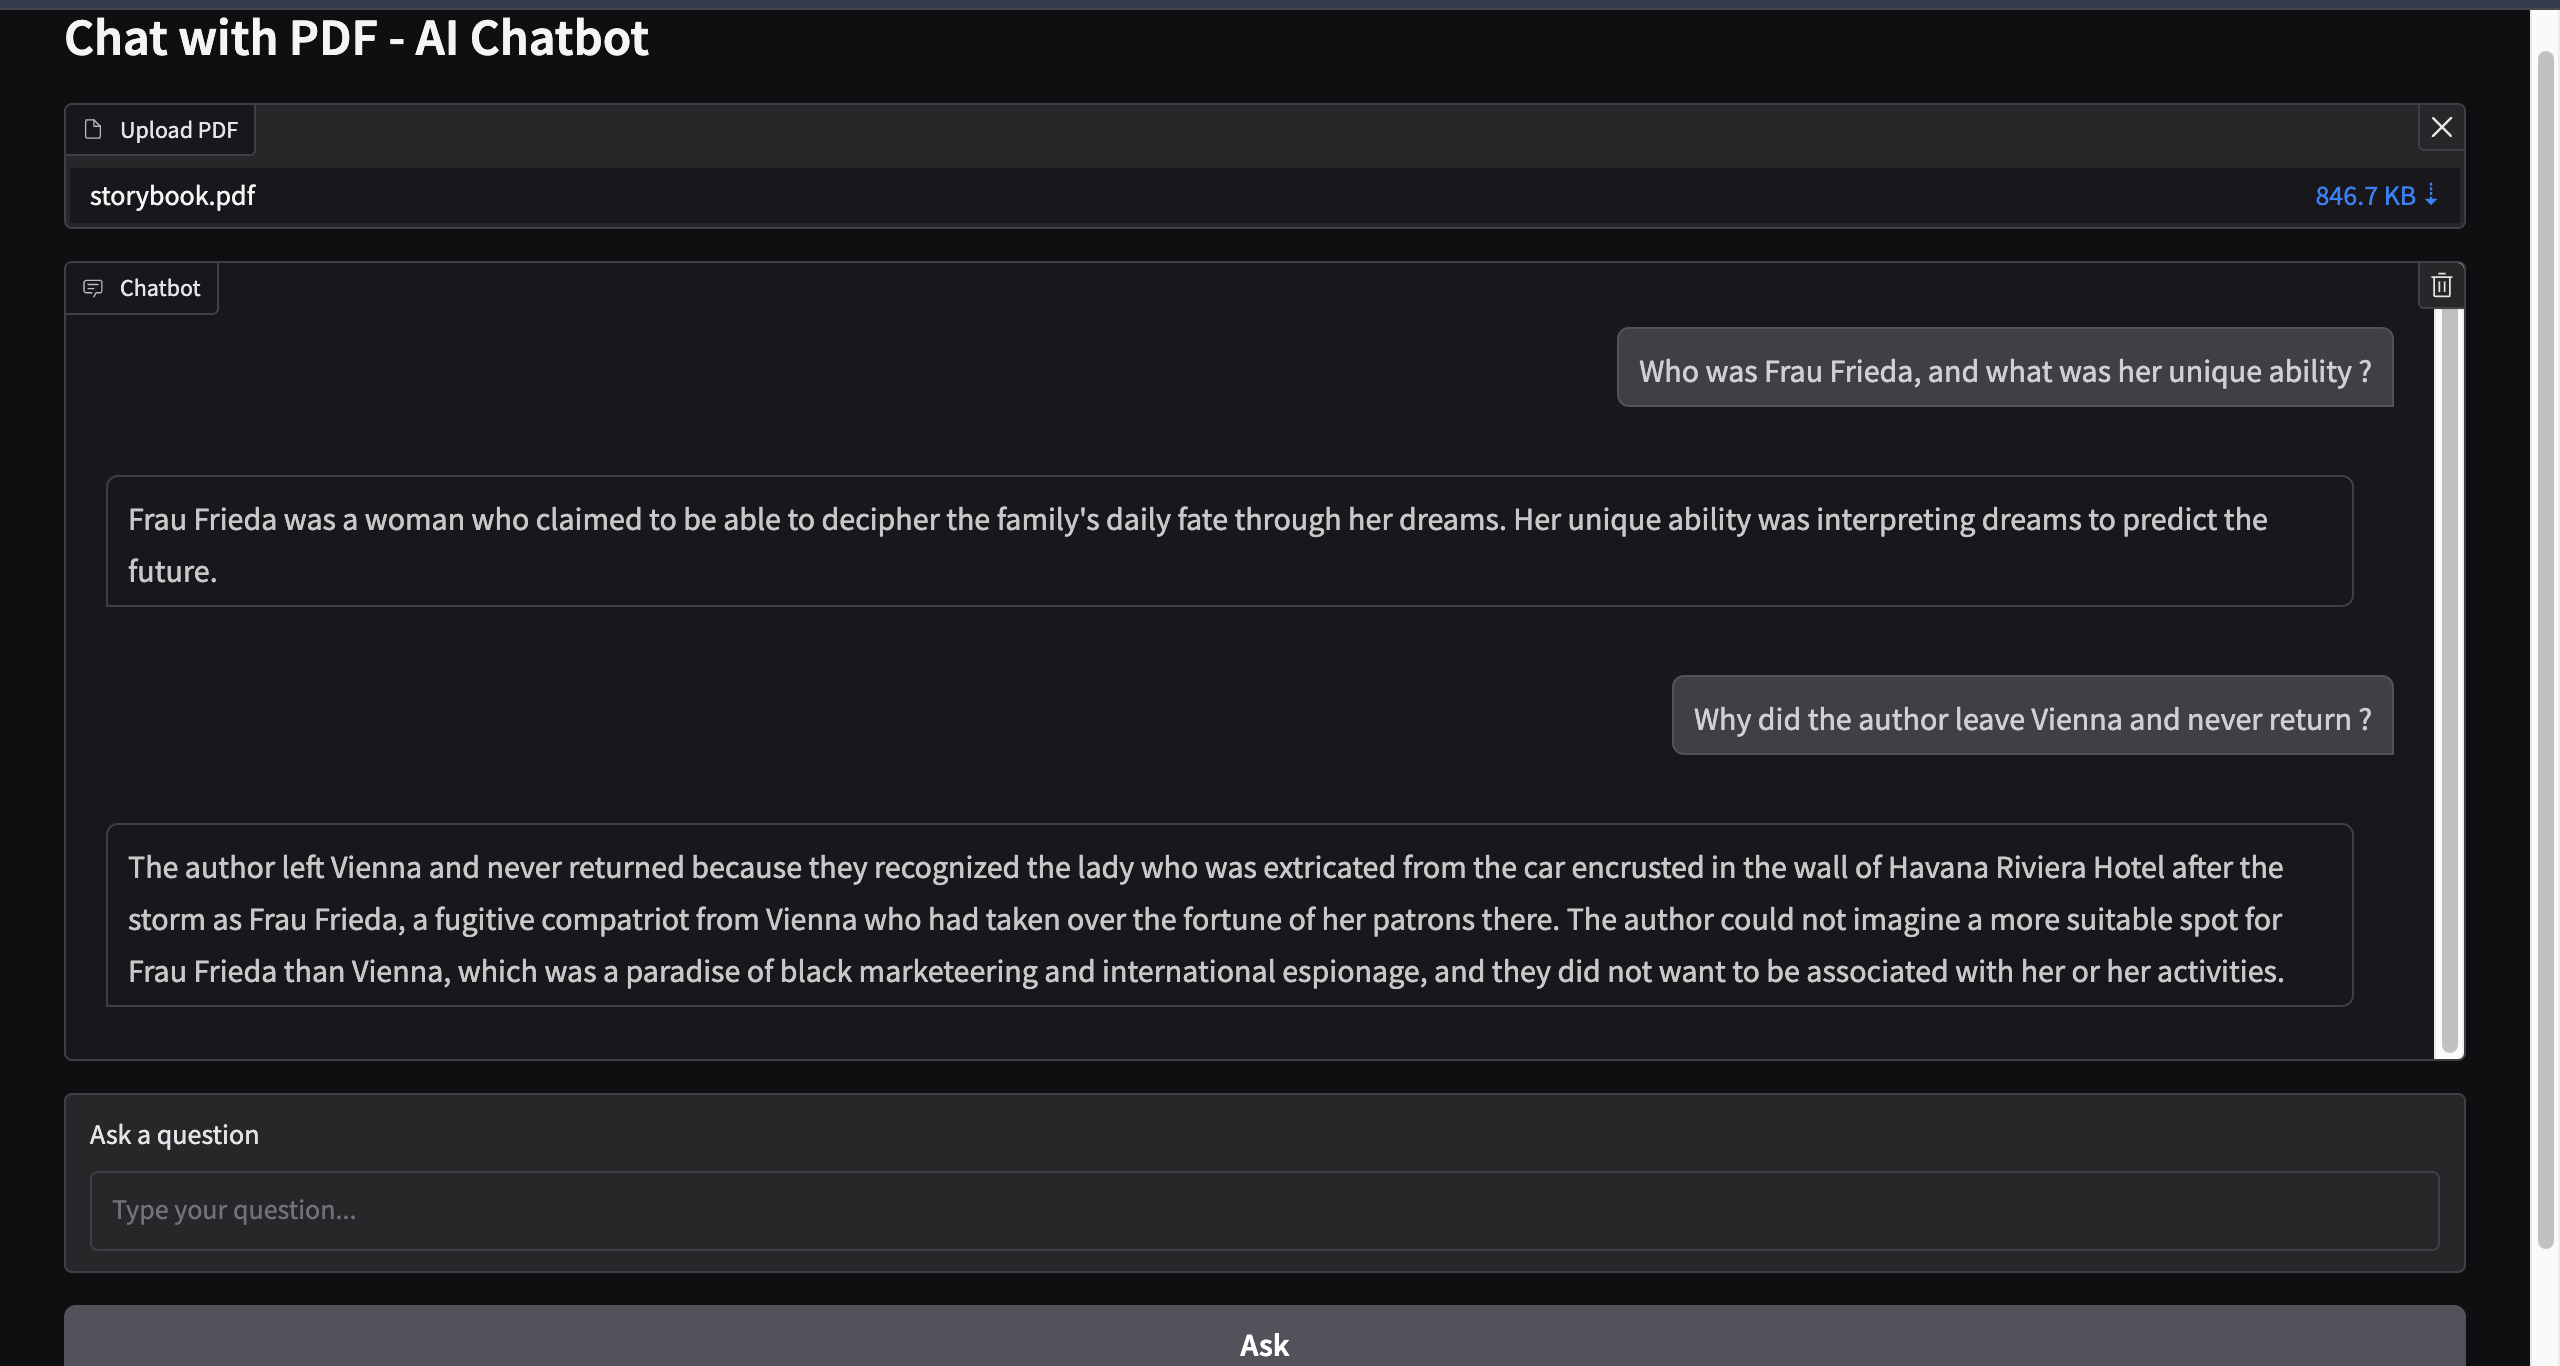 Chat with PDF - AI Chatbot
Upload PDF
storybook.pdf
846.7 KB ⇣
Chatbot
Who was Frau Frieda, and what was her unique ability ?
Frau Frieda was a woman who claimed to be able to decipher the family's daily fate through her dreams. Her unique ability was interpreting dreams to predict the
future.
Why did the author leave Vienna and never return ?
The author left Vienna and never returned because they recognized the lady who was extricated from the car encrusted in the wall of Havana Riviera Hotel after the
storm as Frau Frieda, a fugitive compatriot from Vienna who had taken over the fortune of her patrons there. The author could not imagine a more suitable spot for
Frau Frieda than Vienna, which was a paradise of black marketeering and international espionage, and they did not want to be associated with her or her activities.
Ask a question
Type your question...
Ask